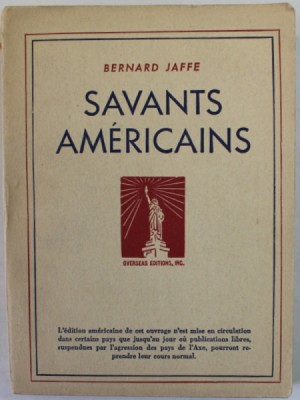 BERNARD JAFFE
SAVANTS
AMÉRICAINS
OVERSEAS EDITIONS, INC.
L'édition américaine de cet ouvrage n'est mise en circulation
dans certains pays que jusqu'au jour où publications libres,
suspendues par l'agression des pays de l'Axe, pourront re-
prendre leur cours normal.